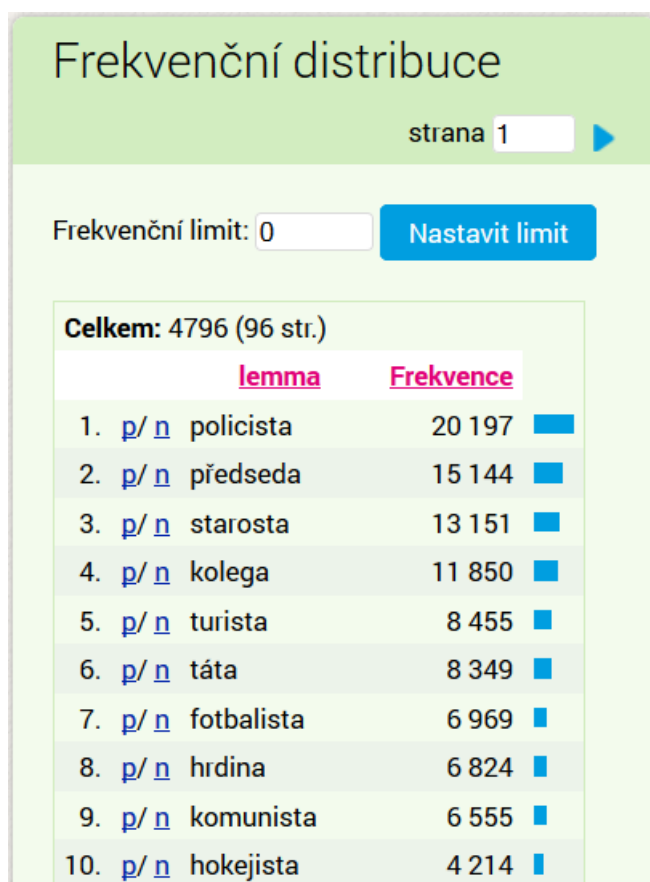 Frekvenční distribuce
strana 1
Frekvenční limit: 0 Nastavit limit
Celkem: 4796 (96 str.)
lemma Frekvence
1. p/ n policista 20 197
2. p/ n předseda 15 144
3. p/ n starosta 13 151
4. p/ n kolega 11 850
5. p/ n turista 8 455
6. p/ n táta 8 349
7. p/ n fotbalista 6 969
8. p/ n hrdina 6 824
9. p/ n komunista 6 555
10. p/ n hokejista 4 214